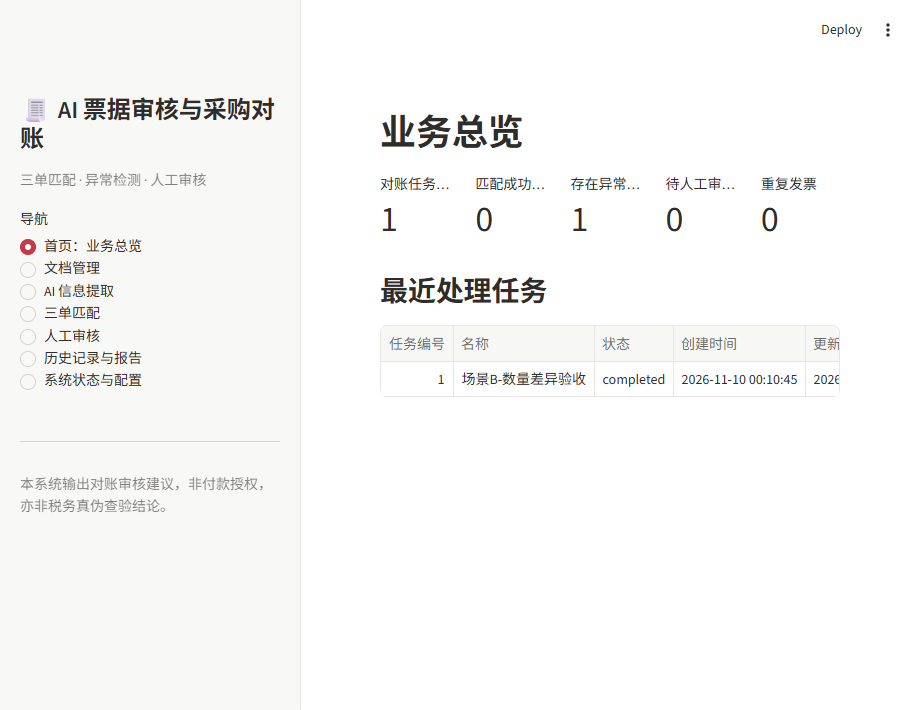 Deploy
AI 票据审核与采购对
账
三单匹配 · 异常检测 · 人工审核
导航
首页：业务总览
文档管理
AI 信息提取
三单匹配
人工审核
历史记录与报告
系统状态与配置
本系统输出对账审核建议，非付款授权，
亦非税务真伪查验结论。
业务总览
对账任务… 匹配成功… 存在异常… 待人工审… 重复发票
1 0 1 0 0
最近处理任务
任务编号 名称 状态 创建时间 更新
1 场景B-数量差异验收 completed 2026-11-10 00:10:45 2026